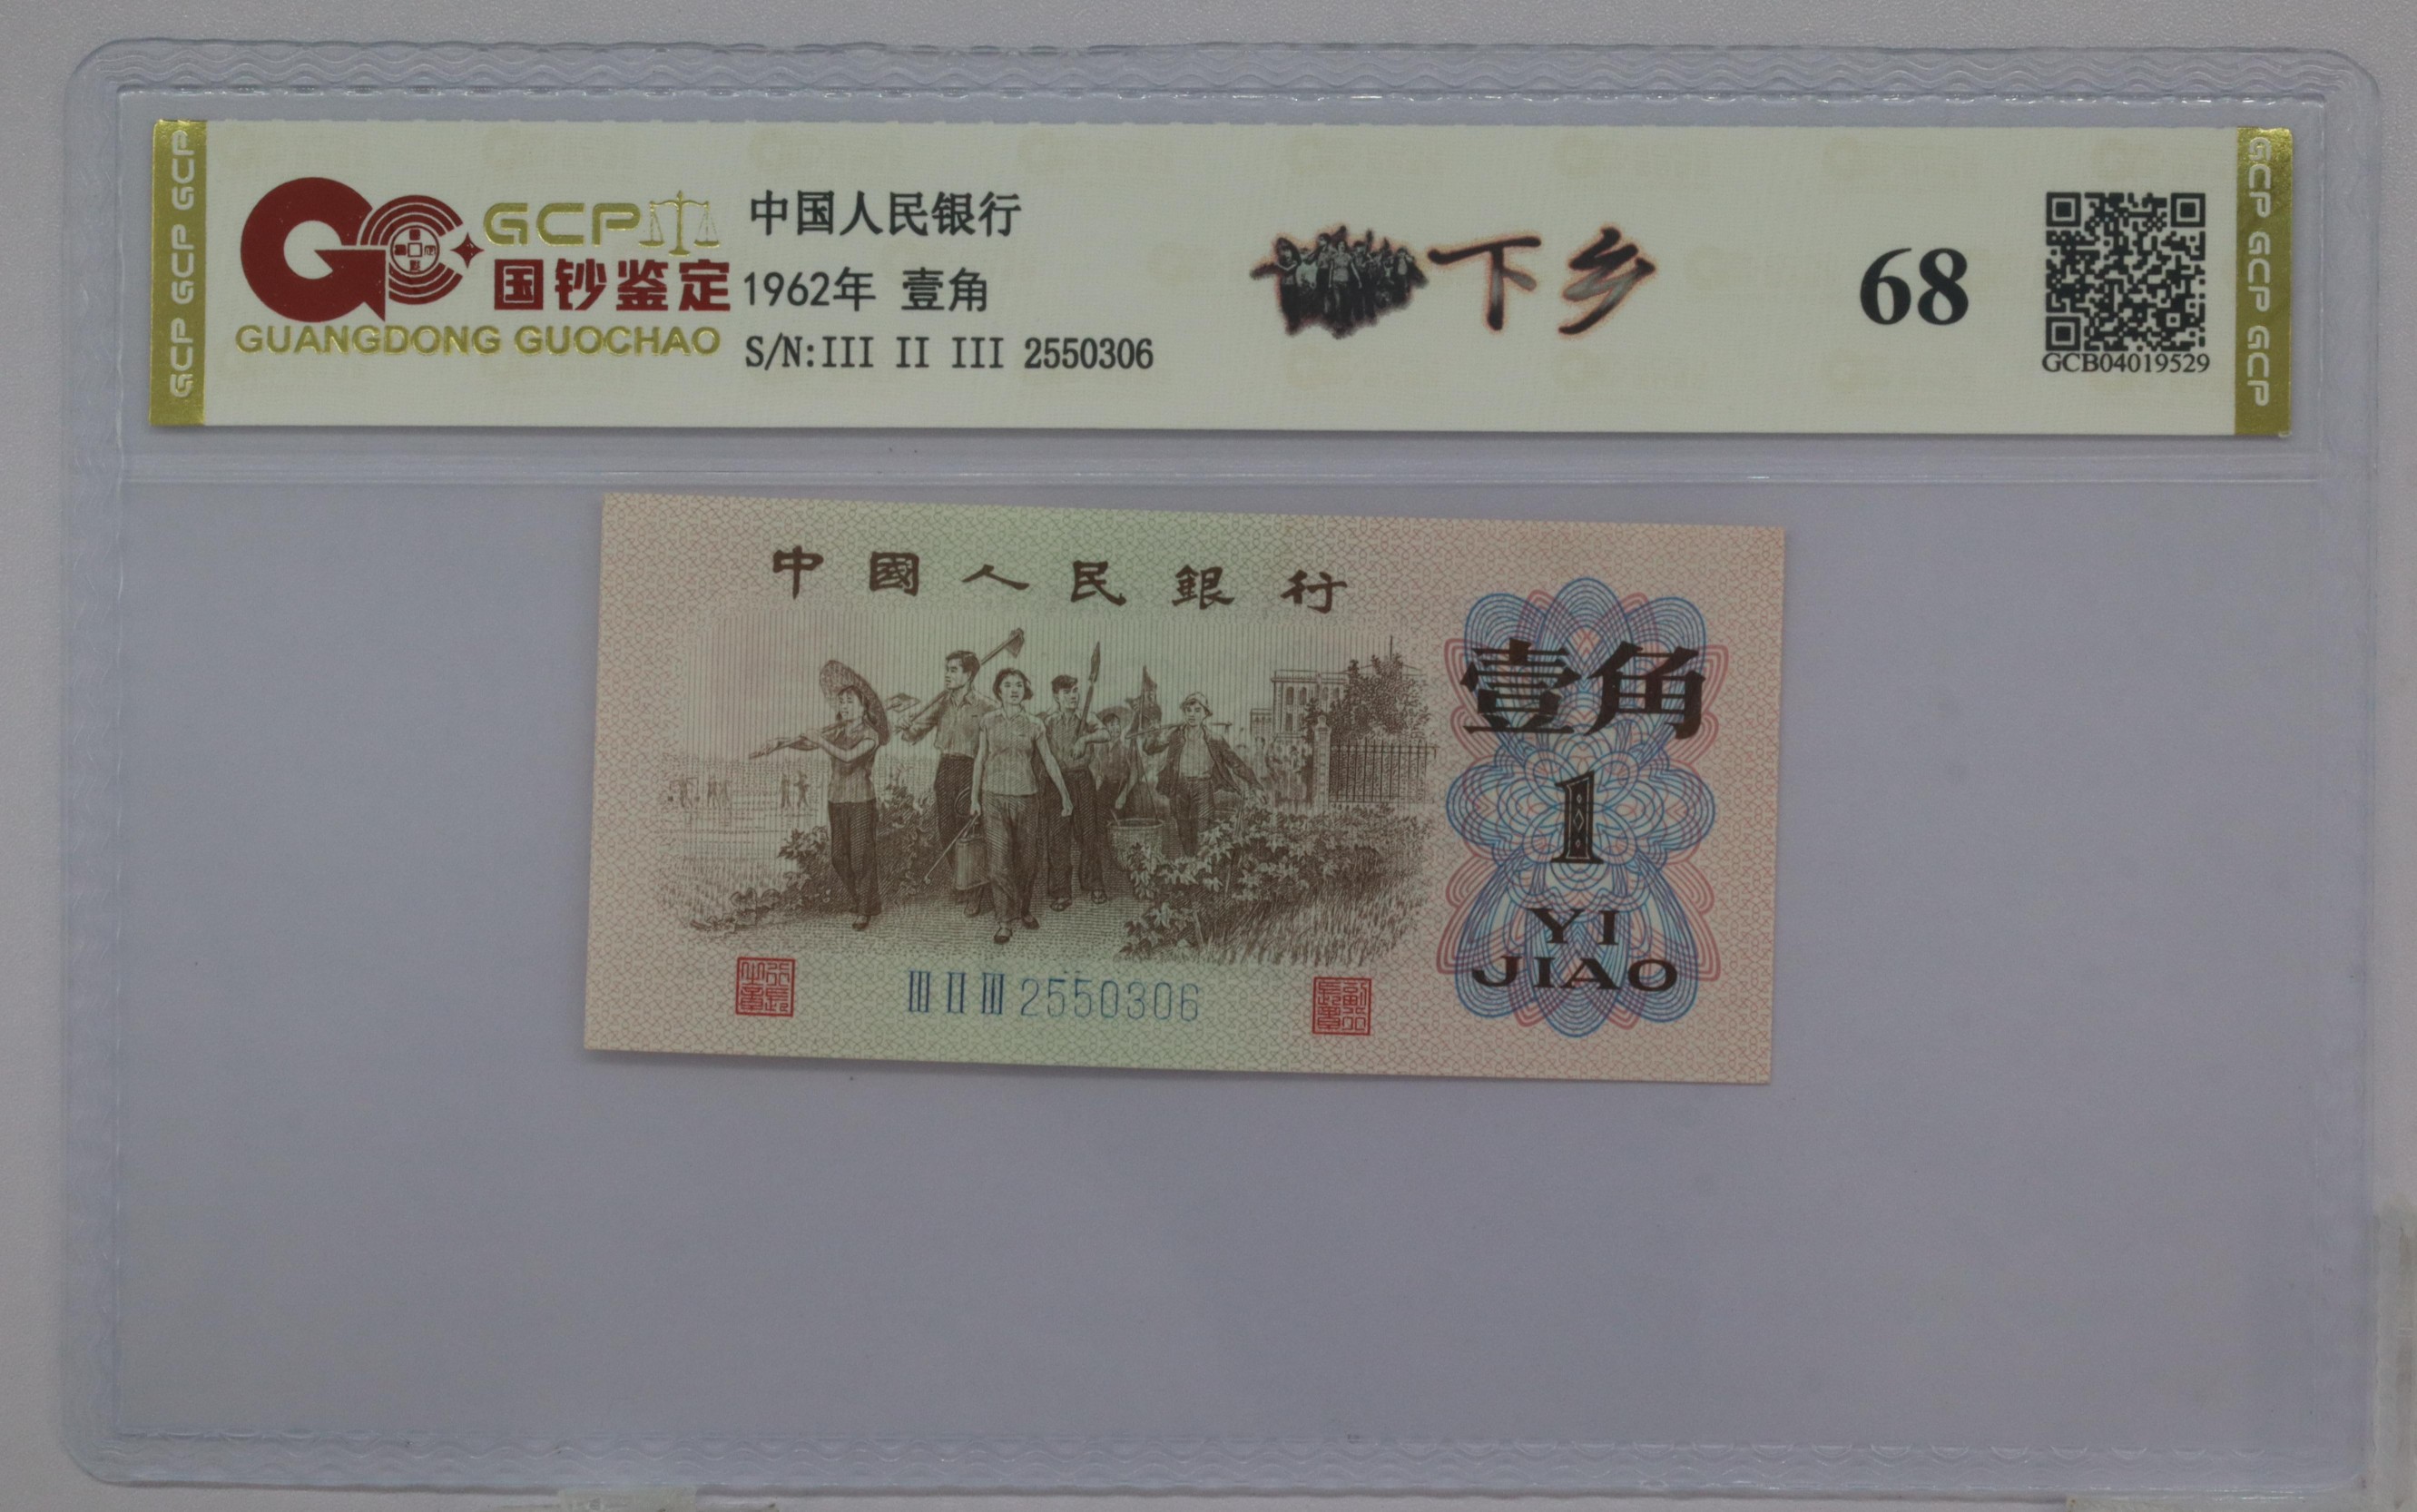 GCP GCP GCP
GCP
国钞鉴定
GUANGDONG GUOCHAO
中国人民银行
1962年 壹角
S/N:III II III 2550306
下乡
68
GCB04019529
GCP GCP GCP
中國人民銀行
壹角
1
YI
JIAO
III II III 2550306